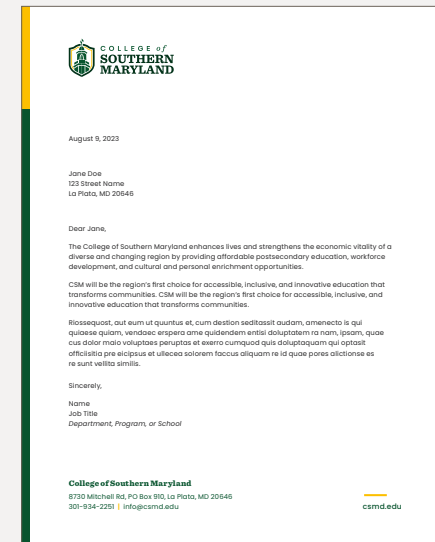 COLLEGE of
SOUTHERN
MARYLAND
August 9, 2023
Jane Doe
123 Street Name
La Plata, MD 20646
Dear Jane,
The College of Southern Maryland enhances lives and strengthens the economic vitality of a
diverse and changing region by providing affordable postsecondary education, workforce
development, and cultural and personal enrichment opportunities.
CSM will be the region's first choice for accessible, inclusive, and innovative education that
transforms communities. CSM will be the region's first choice for accessible, inclusive, and
innovative education that transforms communities.
Riossequost, aut eum ut quuntus et, cum destion seditassit audam, amenecto is qui
quiaese quiam, vendaec erspera ame quidendem entisi doluptatem ra nam, ipsam, quae
cus dolor maio voluptaes peruptas et exerro cumquod quis doluptaquam qui optasit
officiisitia pre eicipsus et ullecea solorem faccus aliquam re id quae pores alictionse es
re sunt vellita similis.
Sincerely,
Name
Job Title
Department, Program, or School
College of Southern Maryland
8730 Mitchell Rd, PO Box 910, La Plata, MD 20646
301-934-2251 | info@csmd.edu
csmd.edu